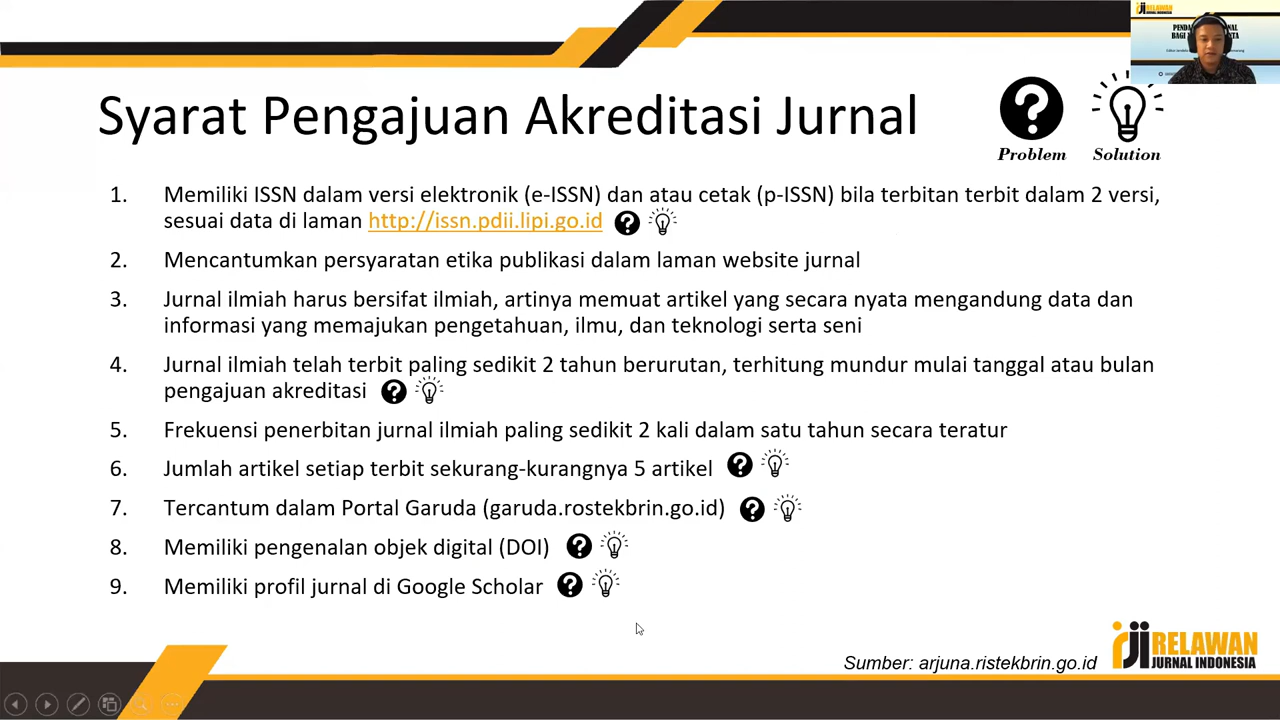 RELAWAN
JURNAL INDONESIA
Syarat Pengajuan Akreditasi Jurnal
Problem
Solution
1. Memiliki ISSN dalam versi elektronik (e-ISSN) dan atau cetak (p-ISSN) bila terbitan terbit dalam 2 versi,
sesuai data di laman http://issn.pdii.lipi.go.id
2. Mencantumkan persyaratan etika publikasi dalam laman website jurnal
3. Jurnal ilmiah harus bersifat ilmiah, artinya memuat artikel yang secara nyata mengandung data dan
informasi yang memajukan pengetahuan, ilmu, dan teknologi serta seni
4. Jurnal ilmiah telah terbit paling sedikit 2 tahun berurutan, terhitung mundur mulai tanggal atau bulan
pengajuan akreditasi
5. Frekuensi penerbitan jurnal ilmiah paling sedikit 2 kali dalam satu tahun secara teratur
6. Jumlah artikel setiap terbit sekurang-kurangnya 5 artikel
7. Tercantum dalam Portal Garuda (garuda.rostekbrin.go.id)
8. Memiliki pengenalan objek digital (DOI)
9. Memiliki profil jurnal di Google Scholar
Sumber: arjuna.ristekbrin.go.id
RELAWAN
JURNAL INDONESIA